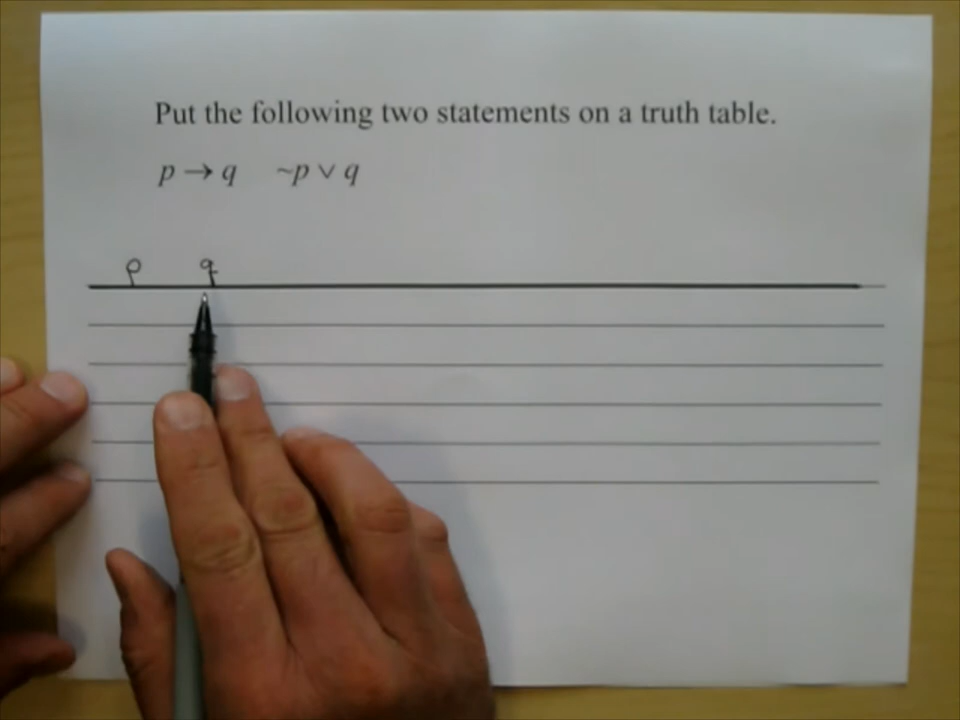 Put the following two statements on a truth table.
p → q ~p ∨ q
p q